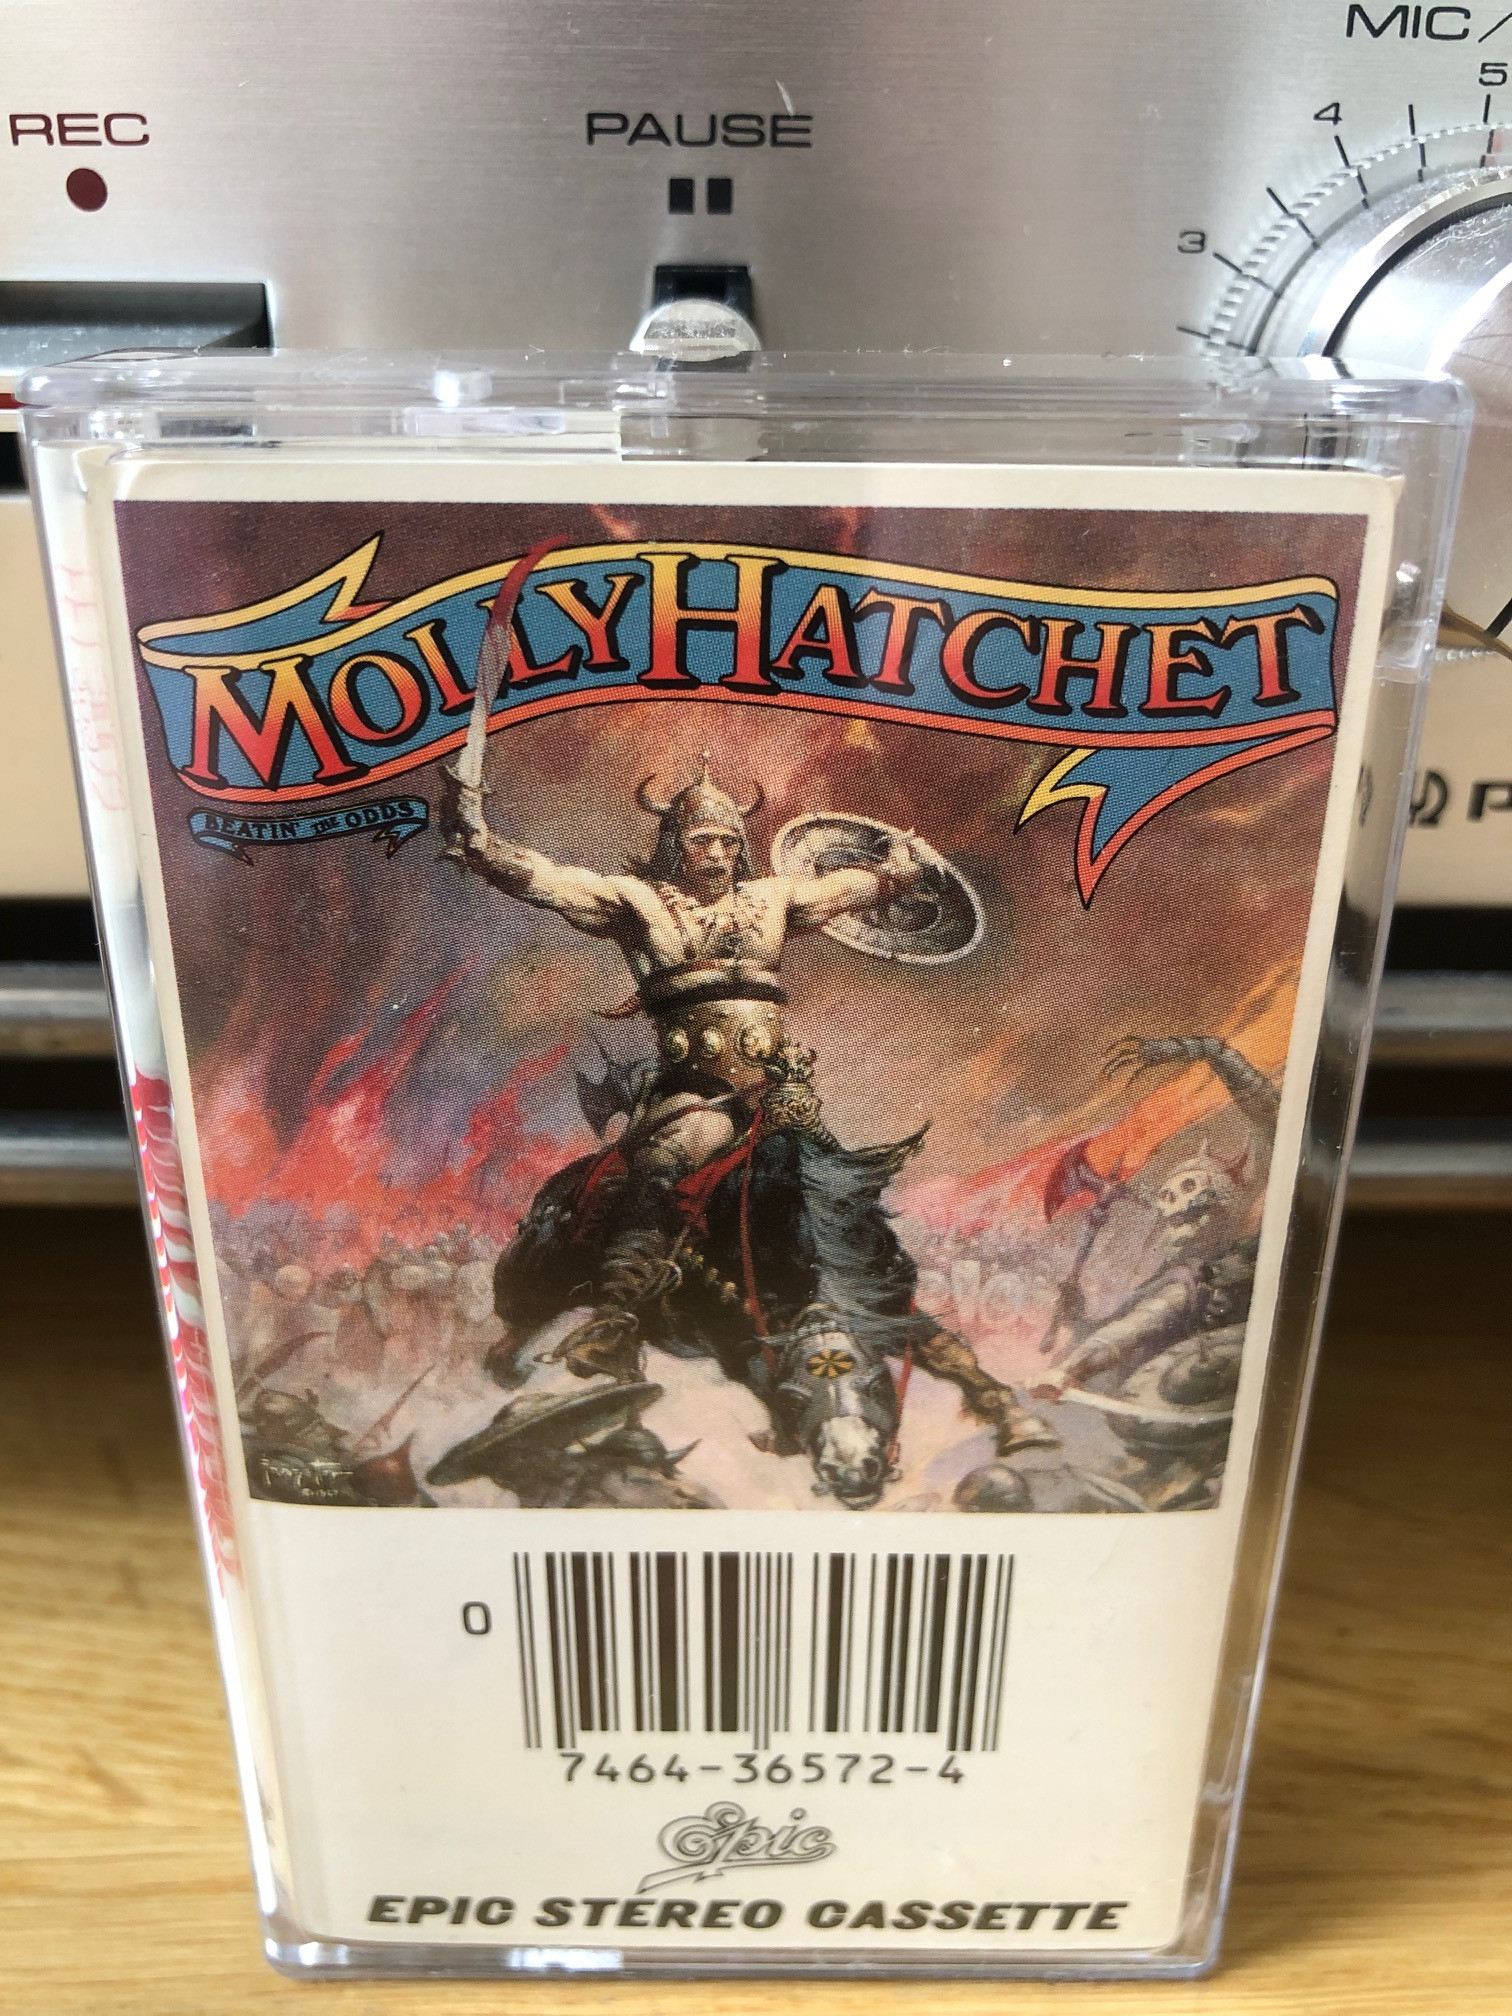 MIC/
REC
PAUSE
5
4
3
MOLLY HATCHET
BEATIN' THE ODDS
0
7464-36572-4
Epic
EPIC STEREO CASSETTE